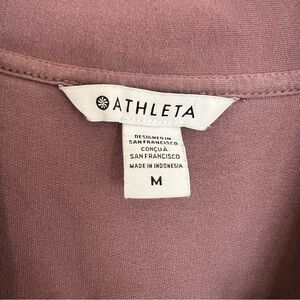 ATHLETA
DESIGNED IN
SAN FRANCISCO
CONÇU À
SAN FRANCISCO
MADE IN INDONESIA
M